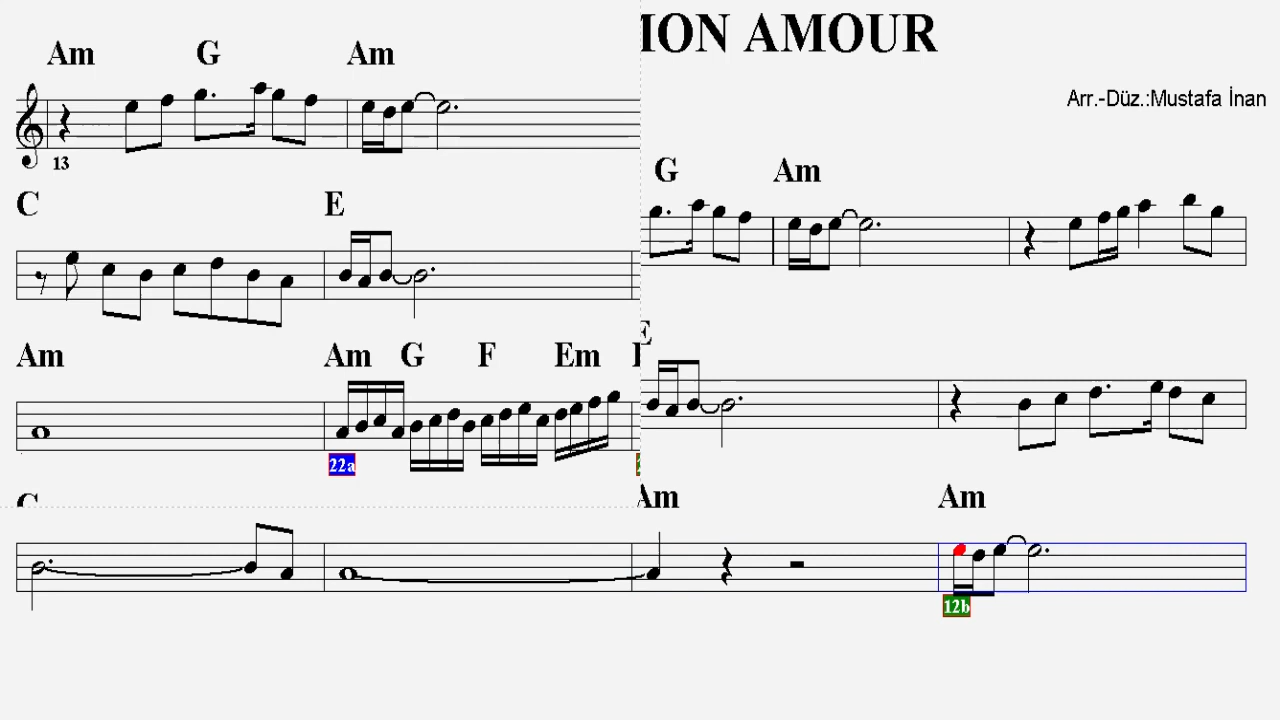 ION AMOUR
Am G Am
Arr.-Düz.:Mustafa İnan
13
G Am
C E
E
Am Am G F Em
22a
Am Am
12b